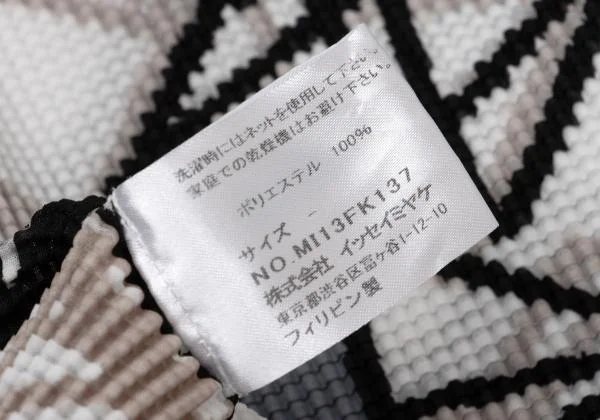 洗濯時にはネットを使用して下さい。
家庭での乾燥機はお避け下さい。
ポリエステル 100%
サイズ -
NO.MI13FK137
株式会社 イッセイミヤケ
東京都渋谷区富ヶ谷1-12-10
フィリピン製